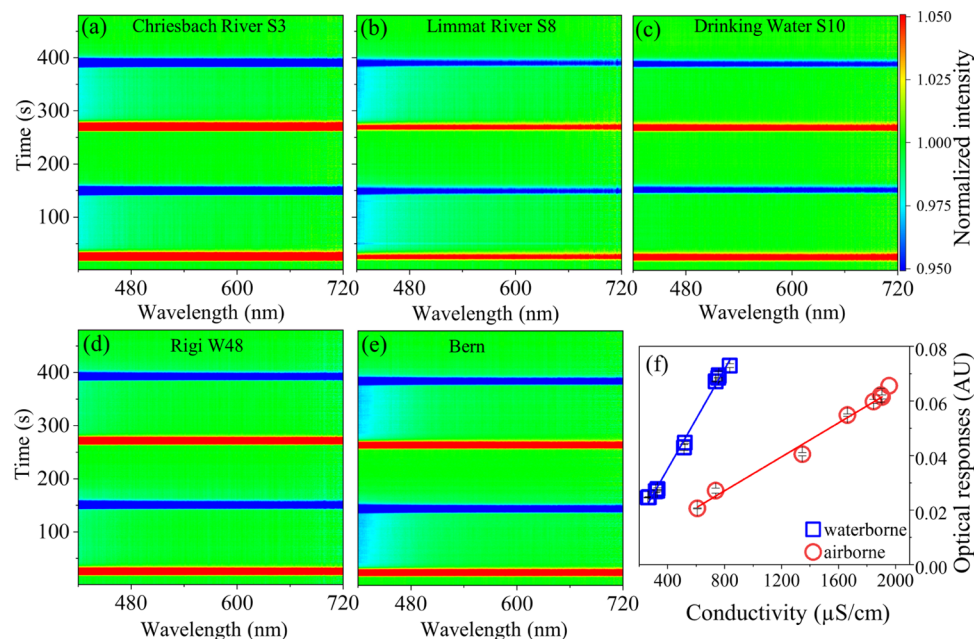 (a) Chriesbach River S3
(b) Limmat River S8
(c) Drinking Water S10
1.050
1.025
1.000
0.975
0.950
Normalized intensity
400
300
200
100
Time (s)
480 600 720
480 600 720
480 600 720
Wavelength (nm)
Wavelength (nm)
Wavelength (nm)
(d) Rigi W48
(e) Bern
(f)
400
300
200
100
Time (s)
480 600 720
480 600 720
Wavelength (nm)
Wavelength (nm)
0.08
0.06
0.04
0.02
0.00
Optical responses (AU)
waterborne
airborne
400 800 1200 1600 2000
Conductivity (µS/cm)